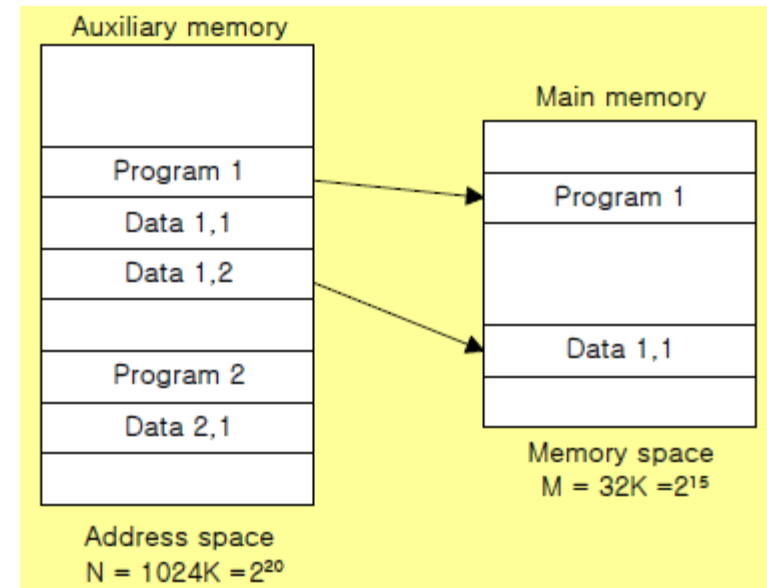 Auxiliary memory
Program 1
Data 1,1
Data 1,2
Program 2
Data 2,1
Address space
N = 1024K =2²⁰
Main memory
Program 1
Data 1,1
Memory space
M = 32K =2¹⁵